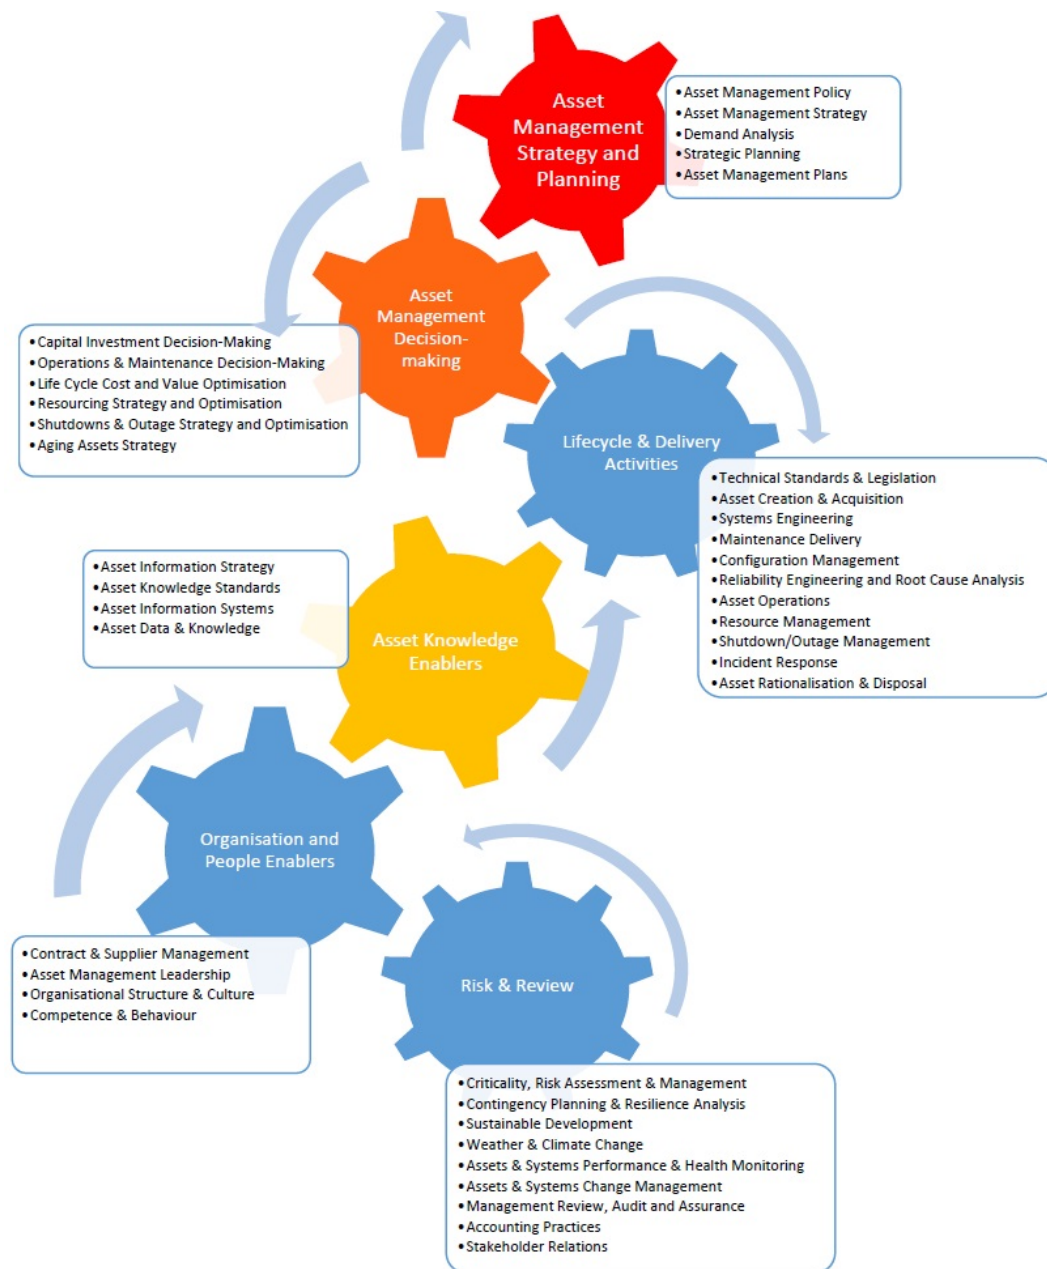 Asset
Management
Strategy and
Planning
•Asset Management Policy
•Asset Management Strategy
•Demand Analysis
•Strategic Planning
•Asset Management Plans
Asset
Management
Decision-
making
•Capital Investment Decision-Making
•Operations & Maintenance Decision-Making
•Life Cycle Cost and Value Optimisation
•Resourcing Strategy and Optimisation
•Shutdowns & Outage Strategy and Optimisation
•Aging Assets Strategy
Lifecycle & Delivery
Activities
•Technical Standards & Legislation
•Asset Creation & Acquisition
•Systems Engineering
•Maintenance Delivery
•Configuration Management
•Reliability Engineering and Root Cause Analysis
•Asset Operations
•Resource Management
•Shutdown/Outage Management
•Incident Response
•Asset Rationalisation & Disposal
•Asset Information Strategy
•Asset Knowledge Standards
•Asset Information Systems
•Asset Data & Knowledge
Asset Knowledge
Enablers
Organisation and
People Enablers
•Contract & Supplier Management
•Asset Management Leadership
•Organisational Structure & Culture
•Competence & Behaviour
Risk & Review
•Criticality, Risk Assessment & Management
•Contingency Planning & Resilience Analysis
•Sustainable Development
•Weather & Climate Change
•Assets & Systems Performance & Health Monitoring
•Assets & Systems Change Management
•Management Review, Audit and Assurance
•Accounting Practices
•Stakeholder Relations